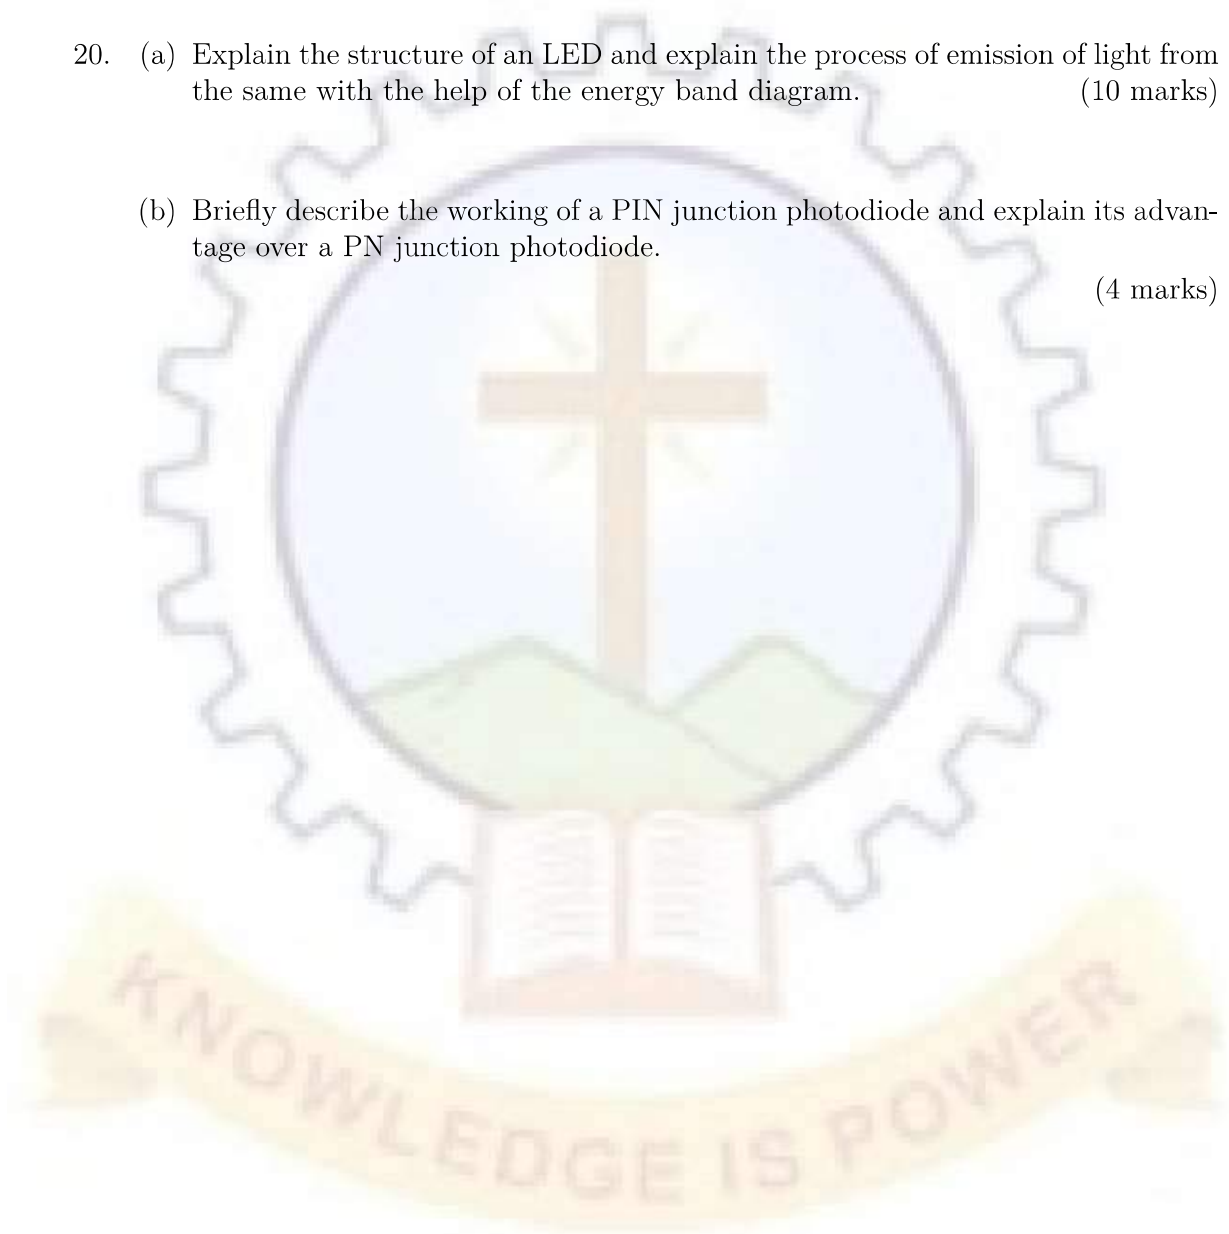 20. (a) Explain the structure of an LED and explain the process of emission of light from
the same with the help of the energy band diagram. (10 marks)
(b) Briefly describe the working of a PIN junction photodiode and explain its advan-
tage over a PN junction photodiode.
(4 marks)
KNOWLEDGE IS POWER